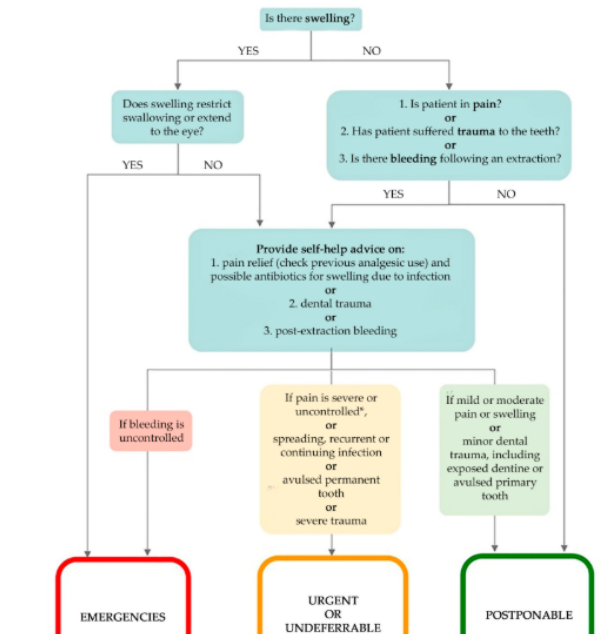 Is there swelling?
YES
NO
Does swelling restrict
swallowing or extend
to the eye?
1. Is patient in pain?
or
2. Has patient suffered trauma to the teeth?
or
3. Is there bleeding following an extraction?
YES
NO
YES
NO
Provide self-help advice on:
1. pain relief (check previous analgesic use) and
possible antibiotics for swelling due to infection
or
2. dental trauma
or
3. post-extraction bleeding
If bleeding is
uncontrolled
If pain is severe or
uncontrolled*,
or
spreading, recurrent or
continuing infection
or
avulsed permanent
tooth
or
severe trauma
If mild or moderate
pain or swelling
or
minor dental
trauma, including
exposed dentine or
avulsed primary
tooth
EMERGENCIES
URGENT
OR
UNDEFERRABLE
POSTPONABLE